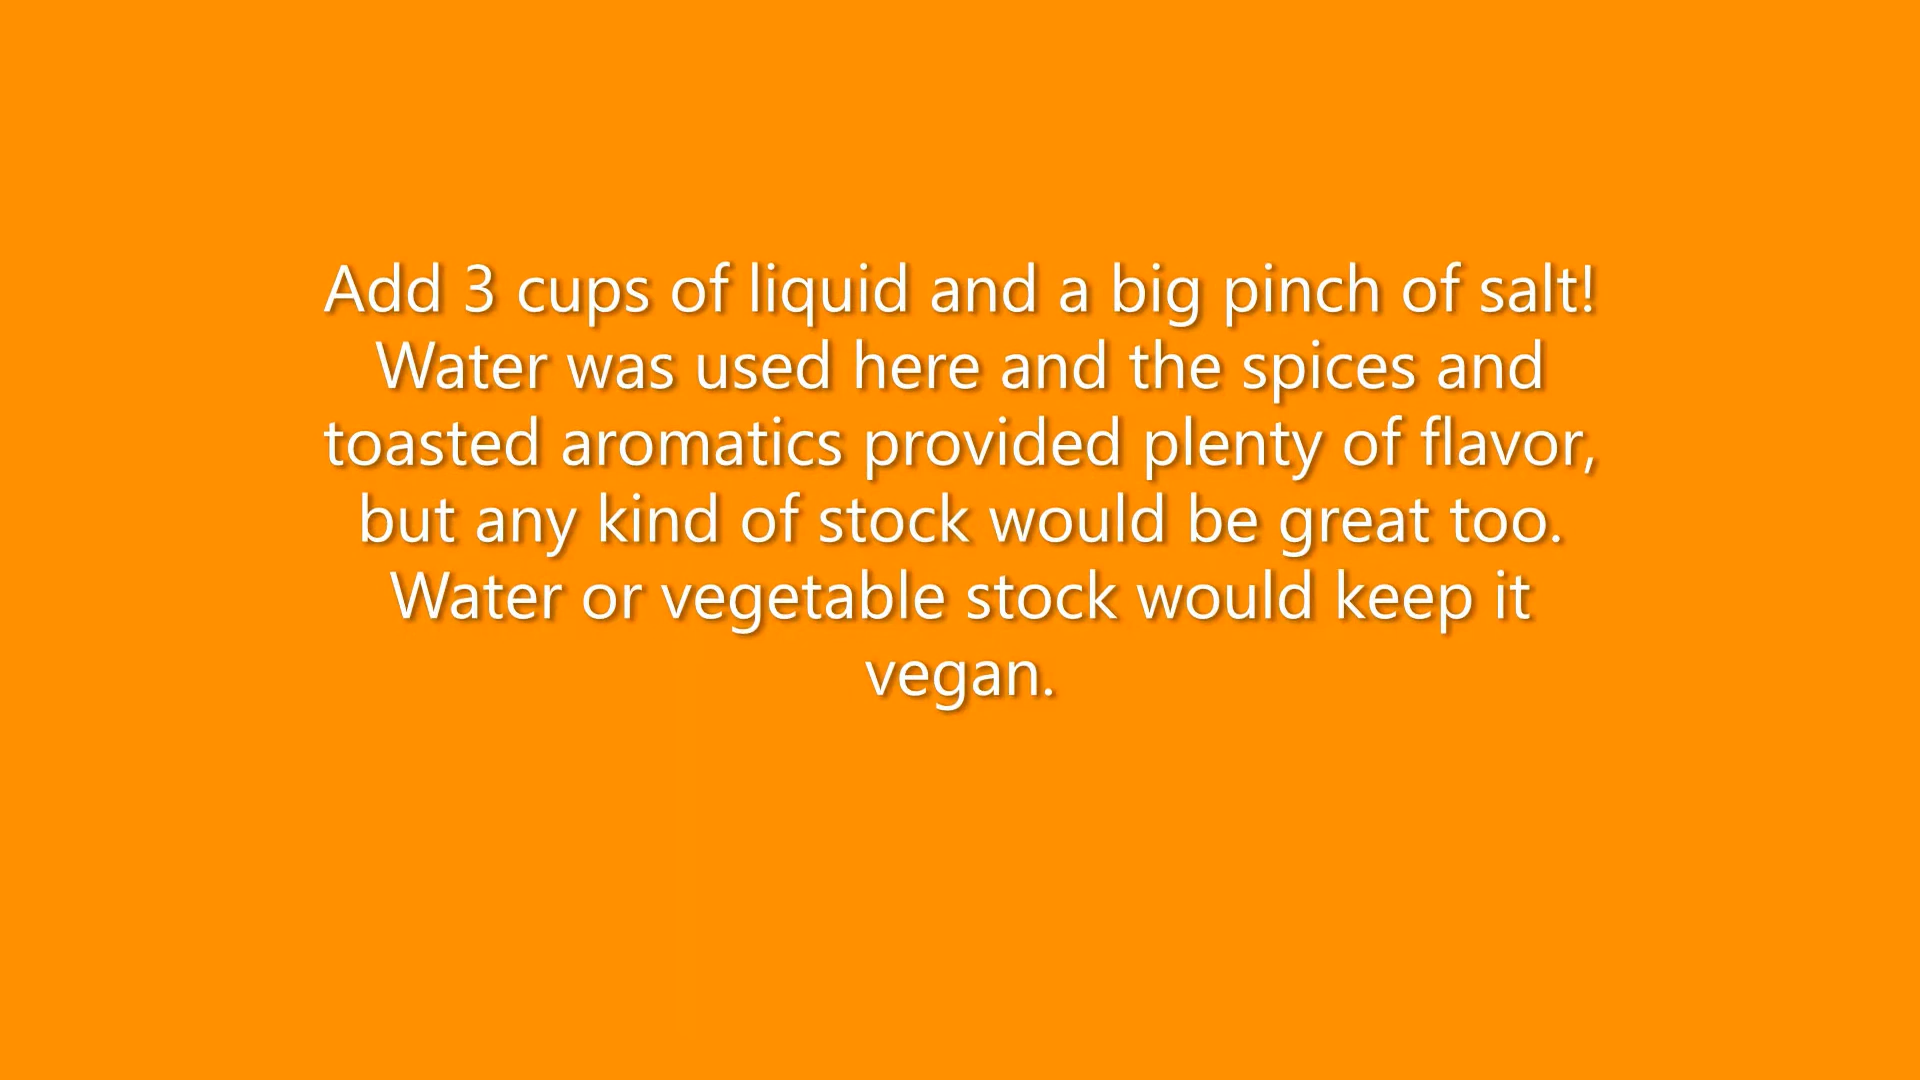 Add 3 cups of liquid and a big pinch of salt!
Water was used here and the spices and
toasted aromatics provided plenty of flavor,
but any kind of stock would be great too.
Water or vegetable stock would keep it
vegan.